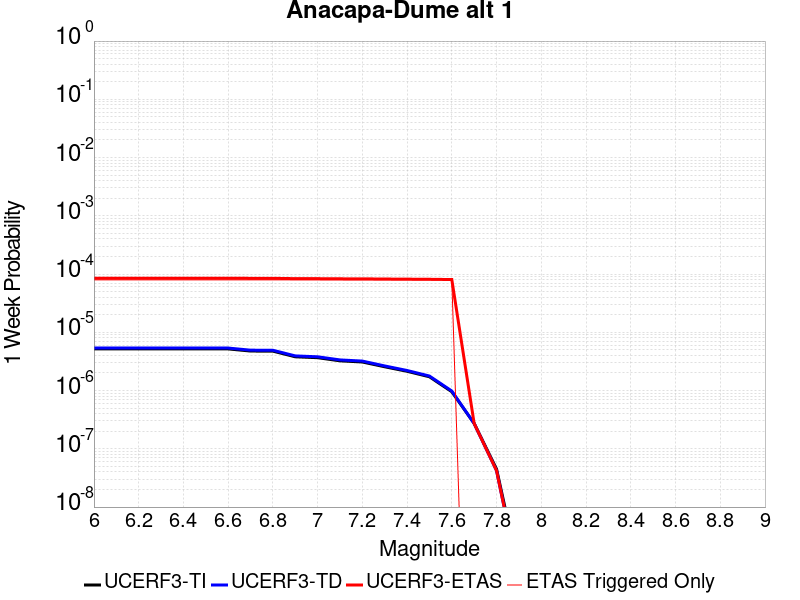 Anacapa-Dume alt 1
10^0
10^-1
10^-2
10^-3
10^-4
10^-5
10^-6
10^-7
10^-8
1 Week Probability
6 6.2 6.4 6.6 6.8 7 7.2 7.4 7.6 7.8 8 8.2 8.4 8.6 8.8 9
Magnitude
UCERF3-TI UCERF3-TD UCERF3-ETAS ETAS Triggered Only